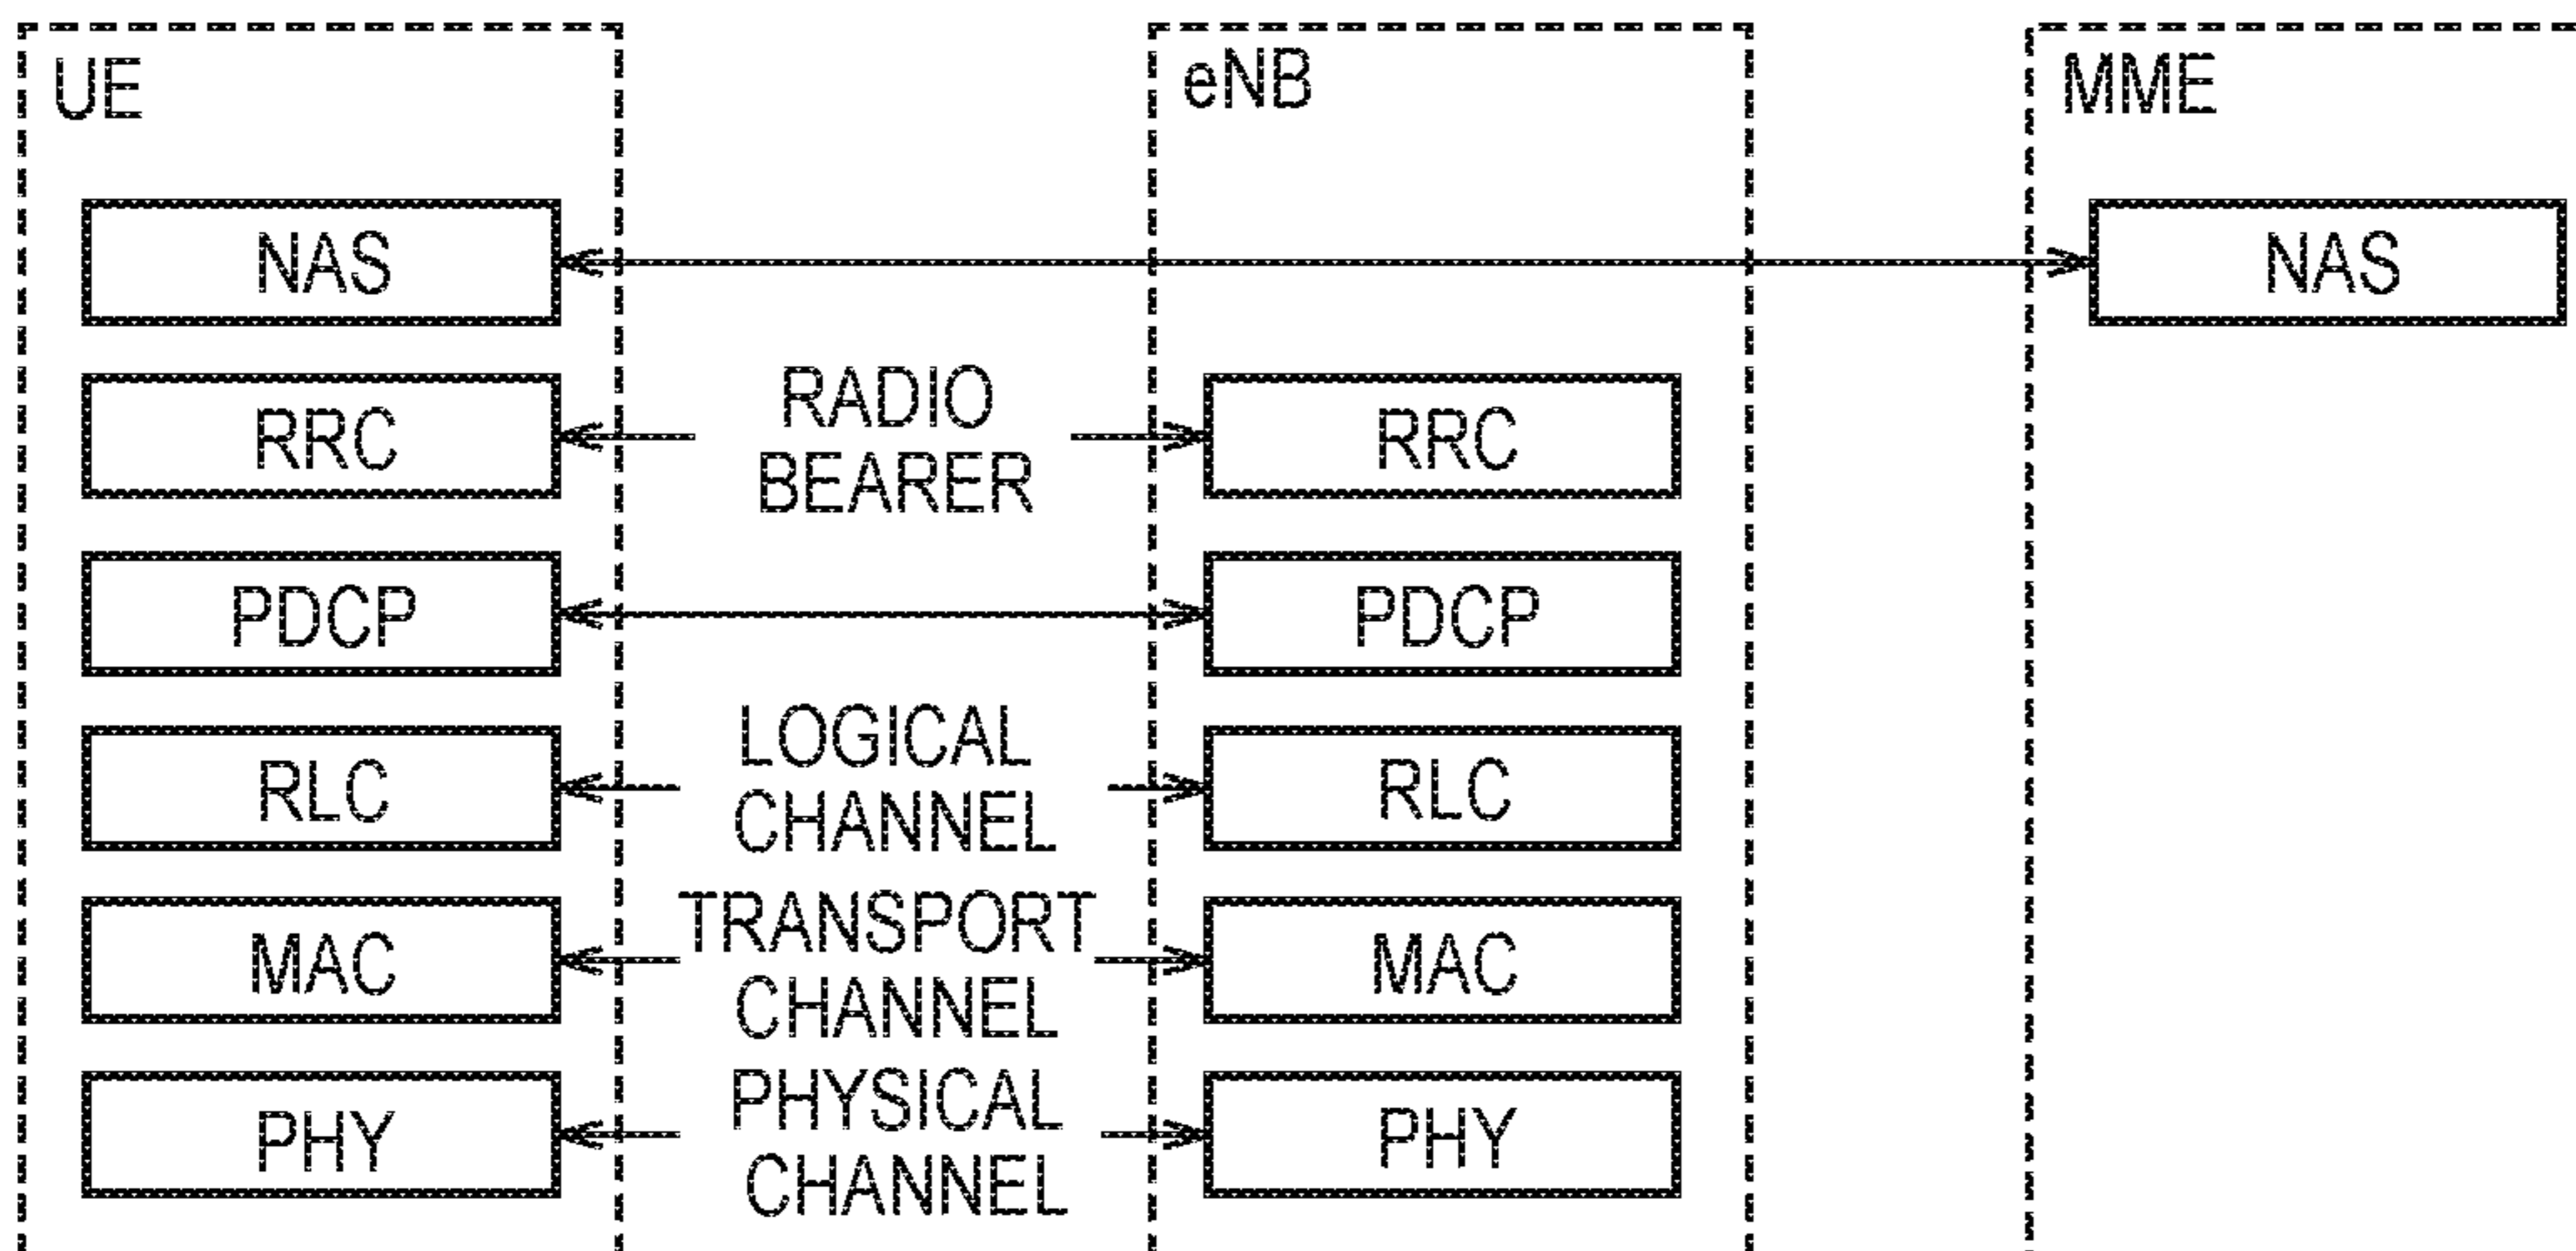 UE
eNB
MME
NAS
NAS
RRC
RADIO
BEARER
RRC
PDCP
PDCP
RLC
LOGICAL
CHANNEL
RLC
MAC
TRANSPORT
CHANNEL
MAC
PHY
PHYSICAL
CHANNEL
PHY